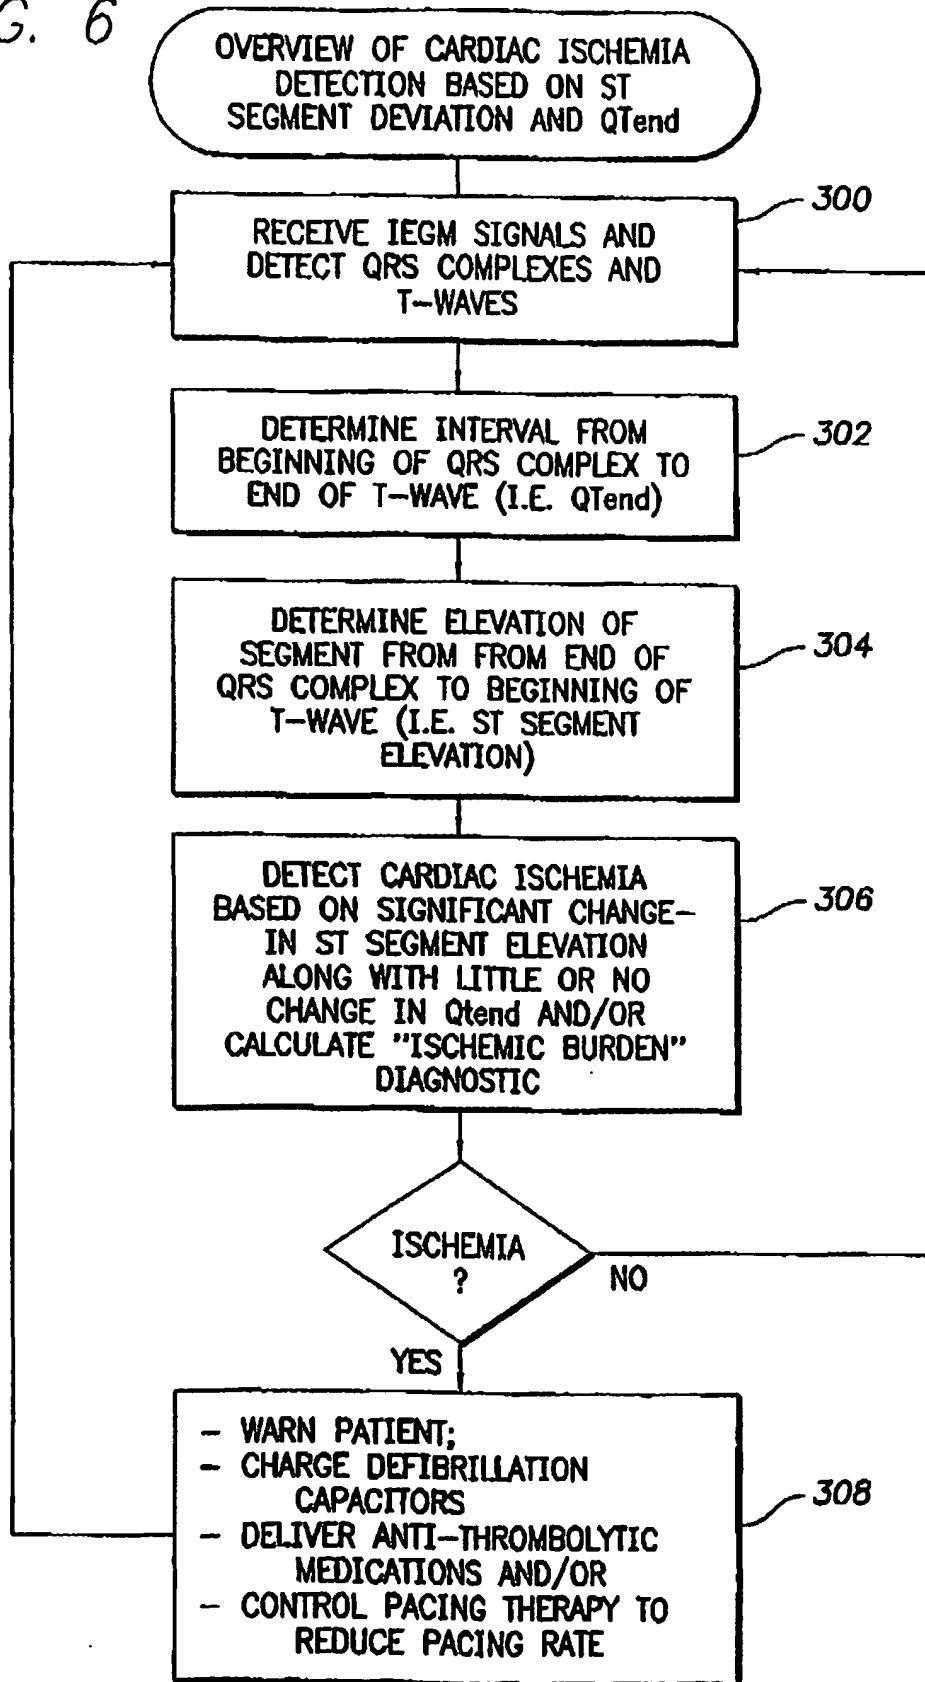 G. 6
OVERVIEW OF CARDIAC ISCHEMIA
DETECTION BASED ON ST
SEGMENT DEVIATION AND QTend
300
RECEIVE IEGM SIGNALS AND
DETECT QRS COMPLEXES AND
T-WAVES
302
DETERMINE INTERVAL FROM
BEGINNING OF QRS COMPLEX TO
END OF T-WAVE (I.E. QTend)
304
DETERMINE ELEVATION OF
SEGMENT FROM FROM END OF
QRS COMPLEX TO BEGINNING OF
T-WAVE (I.E. ST SEGMENT
ELEVATION)
306
DETECT CARDIAC ISCHEMIA
BASED ON SIGNIFICANT CHANGE-
IN ST SEGMENT ELEVATION
ALONG WITH LITTLE OR NO
CHANGE IN Qtend AND/OR
CALCULATE "ISCHEMIC BURDEN"
DIAGNOSTIC
ISCHEMIA
?
NO
YES
308
- WARN PATIENT;
- CHARGE DEFIBRILLATION
CAPACITORS
- DELIVER ANTI-THROMBOLYTIC
MEDICATIONS AND/OR
- CONTROL PACING THERAPY TO
REDUCE PACING RATE